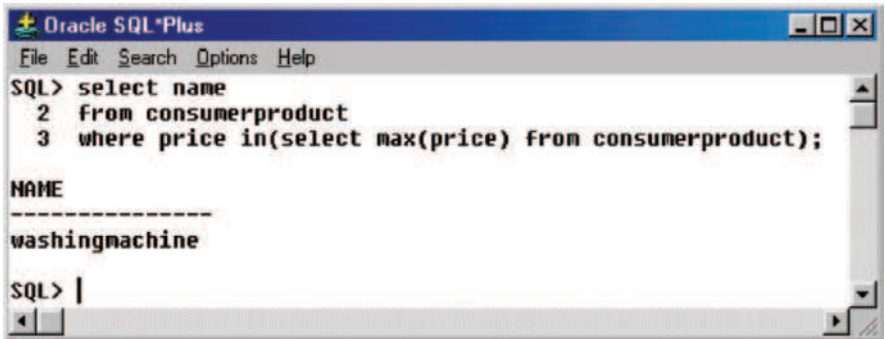 Oracle SQL*Plus
File Edit Search Options Help
SQL> select name
2 from consumerproduct
3 where price in(select max(price) from consumerproduct);
NAME
---------------
washingmachine
SQL>